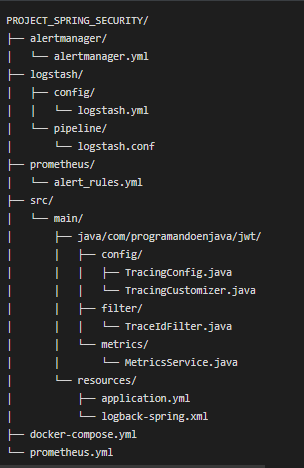 PROJECT_SPRING_SECURITY/
├── alertmanager/
│   └── alertmanager.yml
├── logstash/
│   ├── config/
│   │   └── logstash.yml
│   └── pipeline/
│       └── logstash.conf
├── prometheus/
│   └── alert_rules.yml
├── src/
│   └── main/
│       ├── java/com/programandoenjava/jwt/
│       │   ├── config/
│       │   │   ├── TracingConfig.java
│       │   │   └── TracingCustomizer.java
│       │   ├── filter/
│       │   │   └── TraceIdFilter.java
│       │   └── metrics/
│       │       └── MetricsService.java
│       └── resources/
│           ├── application.yml
│           └── logback-spring.xml
├── docker-compose.yml
└── prometheus.yml